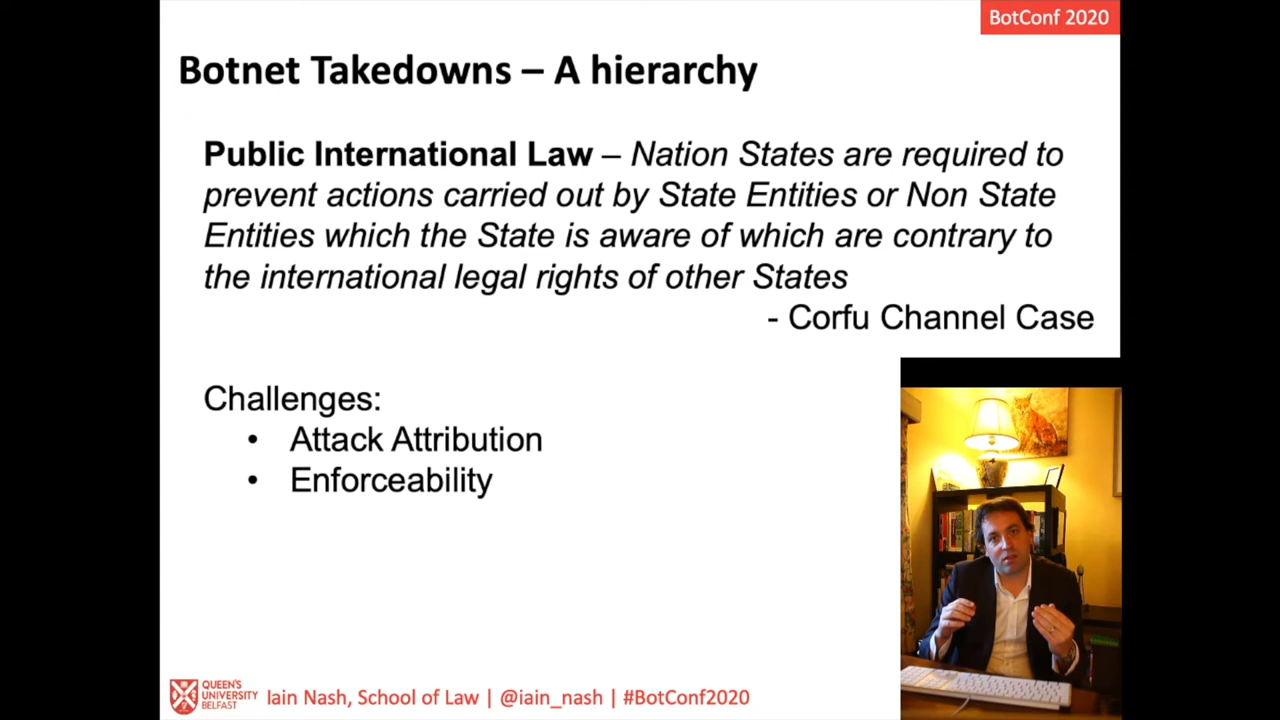 BotConf 2020
Botnet Takedowns – A hierarchy
Public International Law – Nation States are required to
prevent actions carried out by State Entities or Non State
Entities which the State is aware of which are contrary to
the international legal rights of other States
- Corfu Channel Case
Challenges:
• Attack Attribution
• Enforceability
QUEEN'S
UNIVERSITY
BELFAST
Iain Nash, School of Law | @iain_nash | #BotConf2020